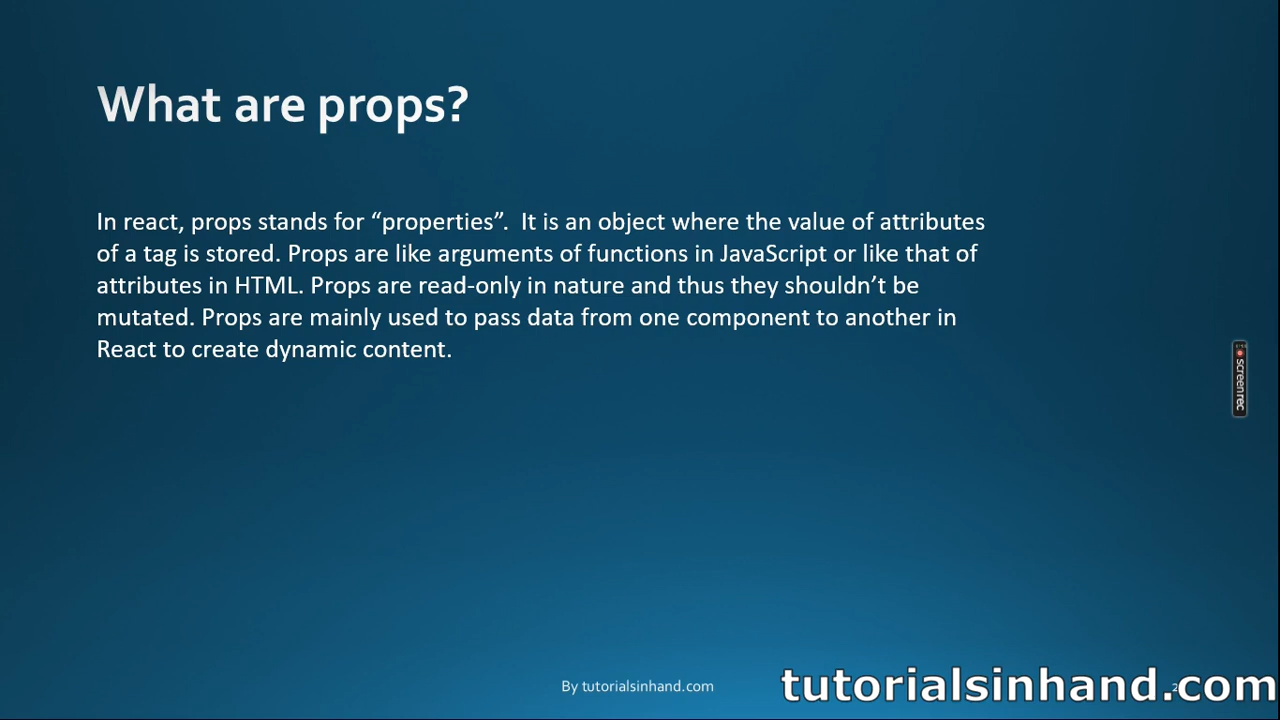 What are props?
In react, props stands for “properties”.  It is an object where the value of attributes
of a tag is stored. Props are like arguments of functions in JavaScript or like that of
attributes in HTML. Props are read-only in nature and thus they shouldn’t be
mutated. Props are mainly used to pass data from one component to another in
React to create dynamic content.
screenrec
By tutorialsinhand.com
tutorialsinhand.com